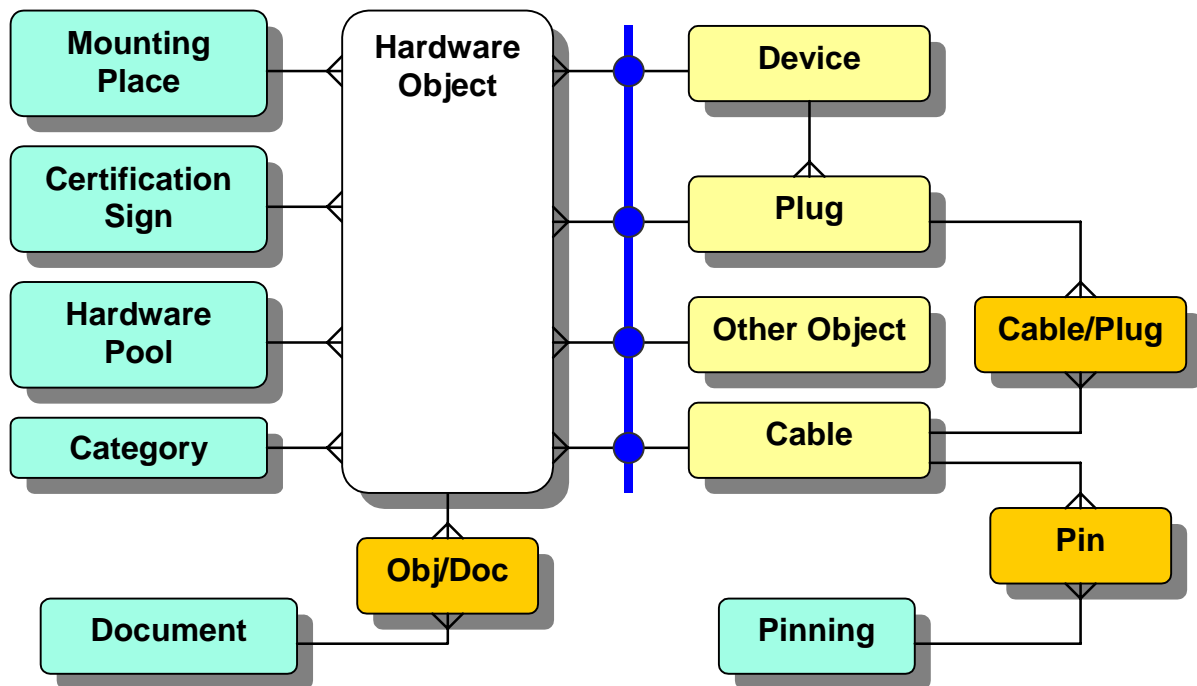 Mounting
Place
Hardware
Object
Device
Certification
Sign
Plug
Hardware
Pool
Other Object
Cable/Plug
Category
Cable
Obj/Doc
Pin
Document
Pinning